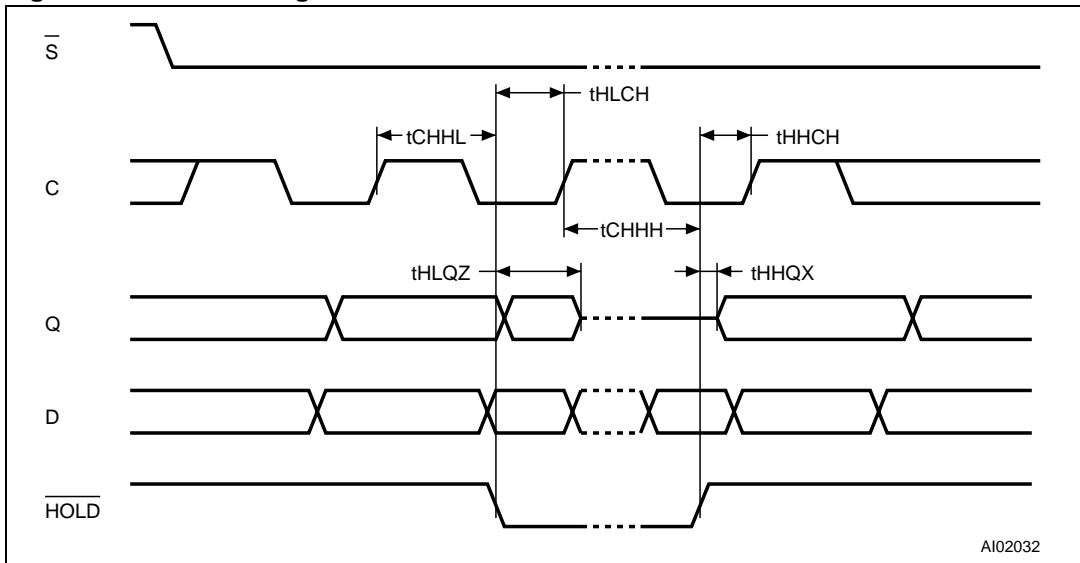 S
tHLCH
tCHHL
tHHCH
C
tCHHH
tHLQZ
tHHQX
Q
D
HOLD
AI02032